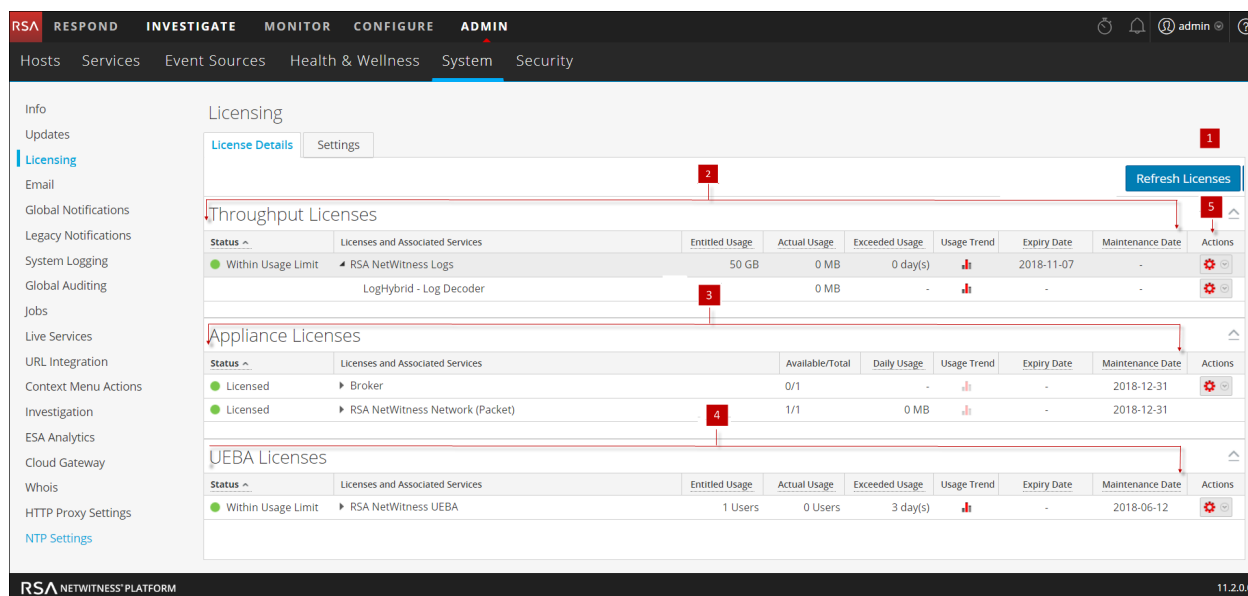 RSA RESPOND INVESTIGATE MONITOR CONFIGURE ADMIN admin ?
Hosts Services Event Sources Health & Wellness System Security
Info
Updates
Licensing
Email
Global Notifications
Legacy Notifications
System Logging
Global Auditing
Jobs
Live Services
URL Integration
Context Menu Actions
Investigation
ESA Analytics
Cloud Gateway
Whois
HTTP Proxy Settings
NTP Settings
Licensing
License Details Settings
1
Refresh Licenses
2
5
Throughput Licenses
Status Licenses and Associated Services Entitled Usage Actual Usage Exceeded Usage Usage Trend Expiry Date Maintenance Date Actions
Within Usage Limit RSA NetWitness Logs 50 GB 0 MB 0 day(s) 2018-11-07 -
LogHybrid - Log Decoder 0 MB - - -
3
Appliance Licenses
Status Licenses and Associated Services Available/Total Daily Usage Usage Trend Expiry Date Maintenance Date Actions
Licensed Broker 0/1 - - 2018-12-31
Licensed RSA NetWitness Network (Packet) 1/1 0 MB - 2018-12-31
4
UEBA Licenses
Status Licenses and Associated Services Entitled Usage Actual Usage Exceeded Usage Usage Trend Expiry Date Maintenance Date Actions
Within Usage Limit RSA NetWitness UEBA 1 Users 0 Users 3 day(s) - 2018-06-12
RSA NETWITNESS® PLATFORM 11.2.0.